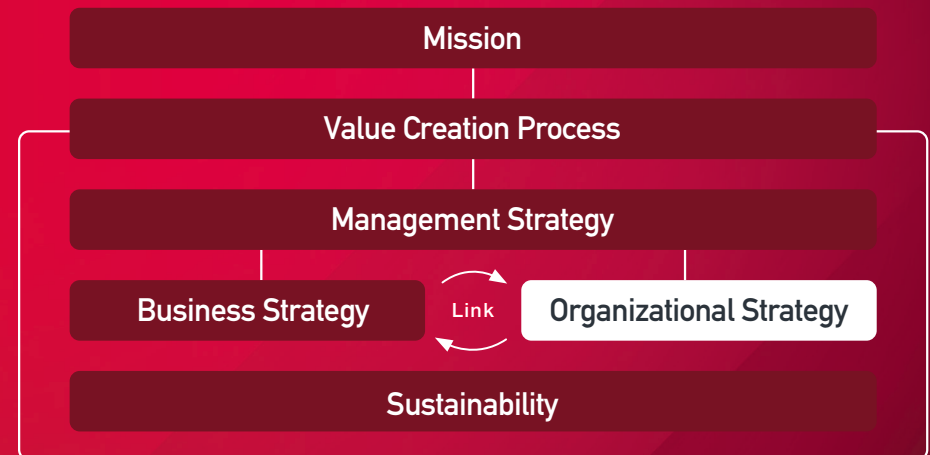 Mission
Value Creation Process
Management Strategy
Business Strategy
Link
Organizational Strategy
Sustainability